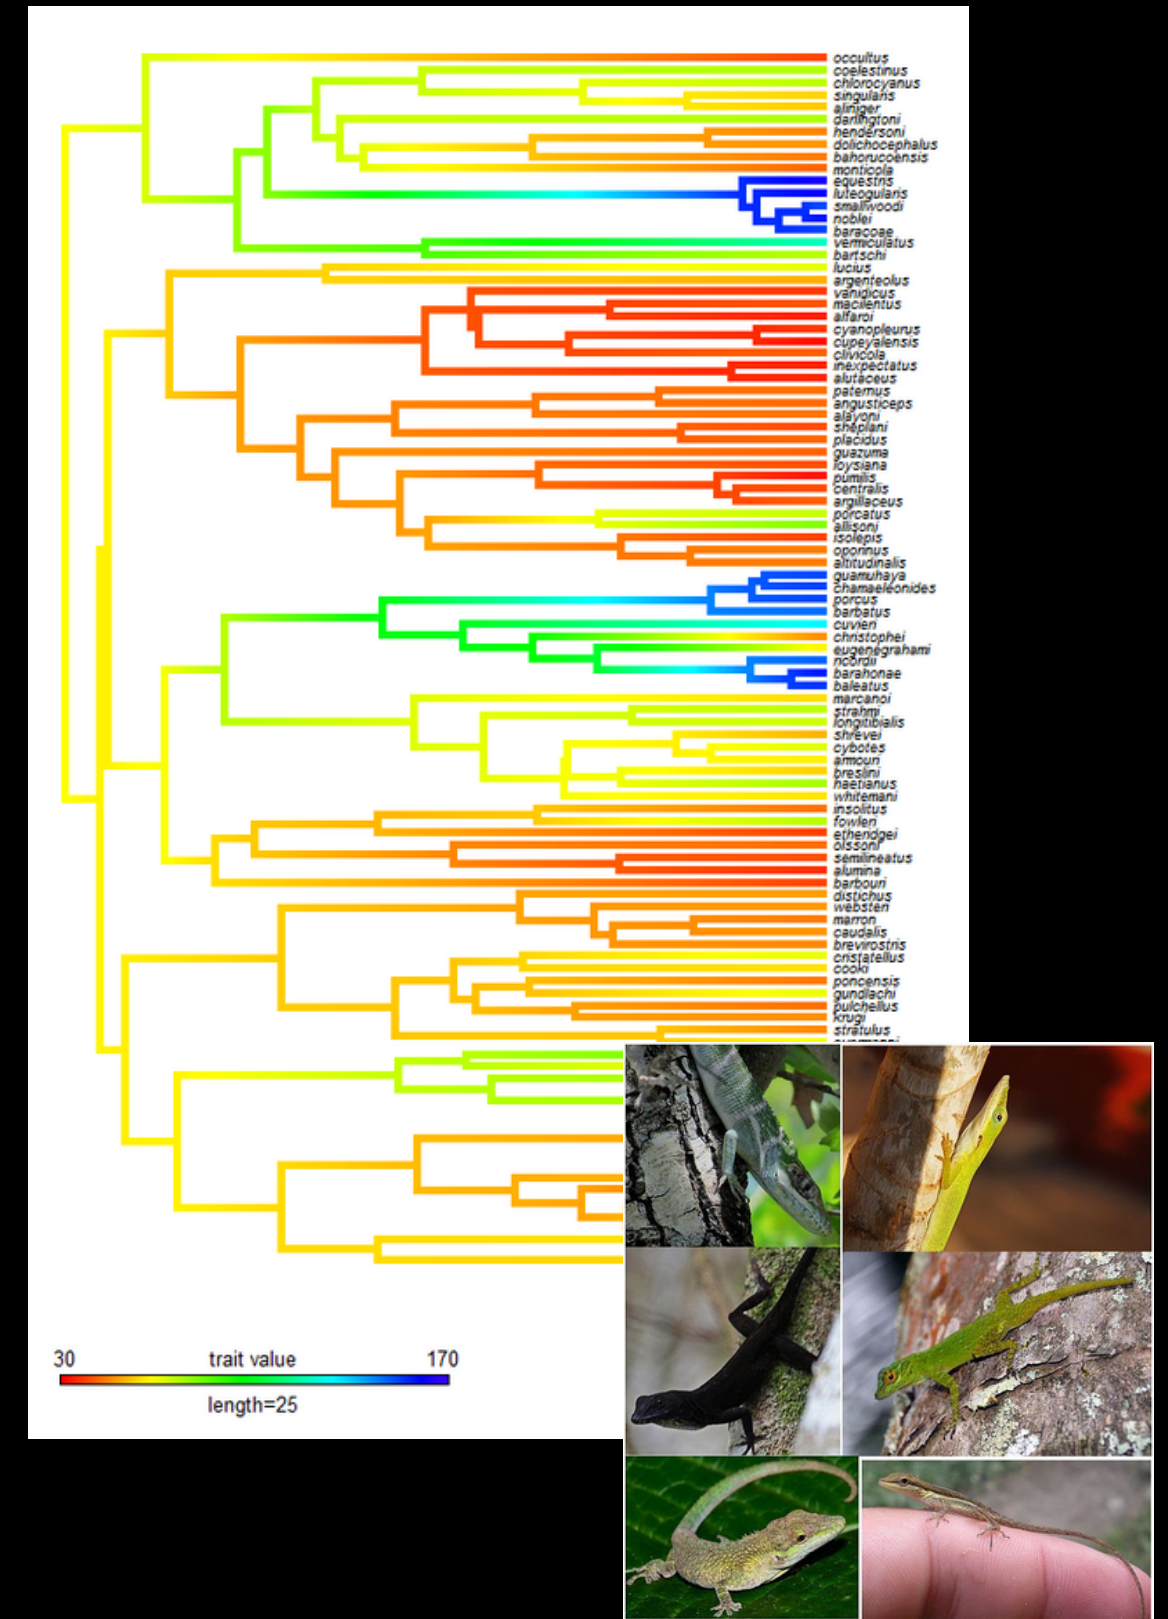 occultus
coelestinus
chlorocyanus
singularis
aliniger
darlingtoni
hendersoni
dolichocephalus
bahorucoensis
monticola
equestris
luteogularis
smallwoodi
noblei
baracoae
vermiculatus
bartschi
lucius
argenteolus
vanidicus
macilentus
alfaroi
cyanopleurus
cupeyalensis
clivicola
inexpectatus
alutaceus
paternus
angusticeps
alayoni
sheplani
placidus
guazuma
loysiana
pumilis
centralis
argillaceus
porcatus
allisoni
isolepis
oporinus
altitudinalis
guamuhaya
chamaeleonides
porcus
barbatus
cuvieri
christophei
eugenegrahami
ricordii
barahonae
baleatus
marcanoi
strahmi
longitibialis
shrevei
cybotes
armouri
breslini
haetianus
whitemani
insolitus
fowleri
etheridgei
olssoni
semilineatus
alumina
barbouri
distichus
websteri
marron
caudalis
brevirostris
cristatellus
cooki
poncensis
gundlachi
pulchellus
krugi
stratulus
30 trait value 170
length=25